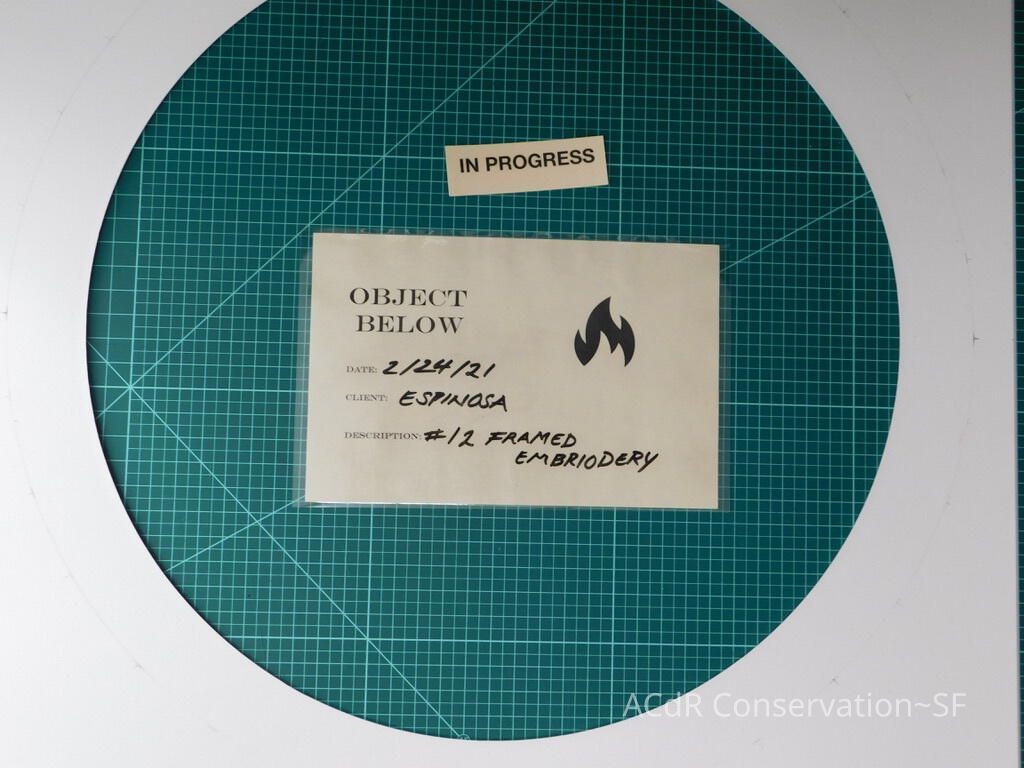 IN PROGRESS
OBJECT
BELOW
DATE: 2/24/21
CLIENT: ESPINOSA
DESCRIPTION: #12 FRAMED
EMBRIODERY
ACdR Conservation~SF